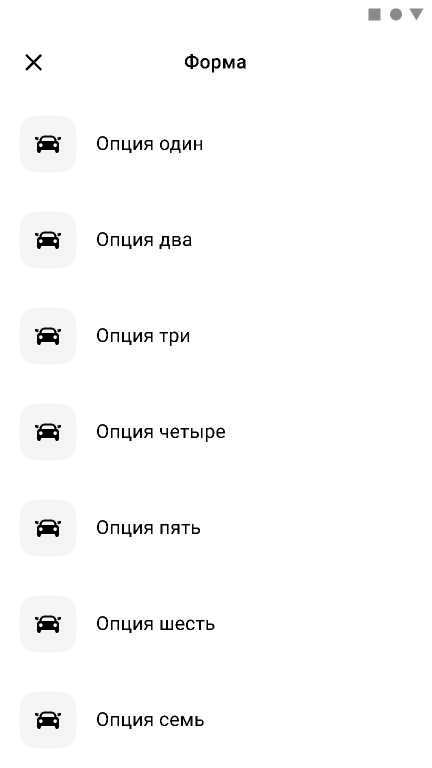 Форма
Опция один
Опция два
Опция три
Опция четыре
Опция пять
Опция шесть
Опция семь